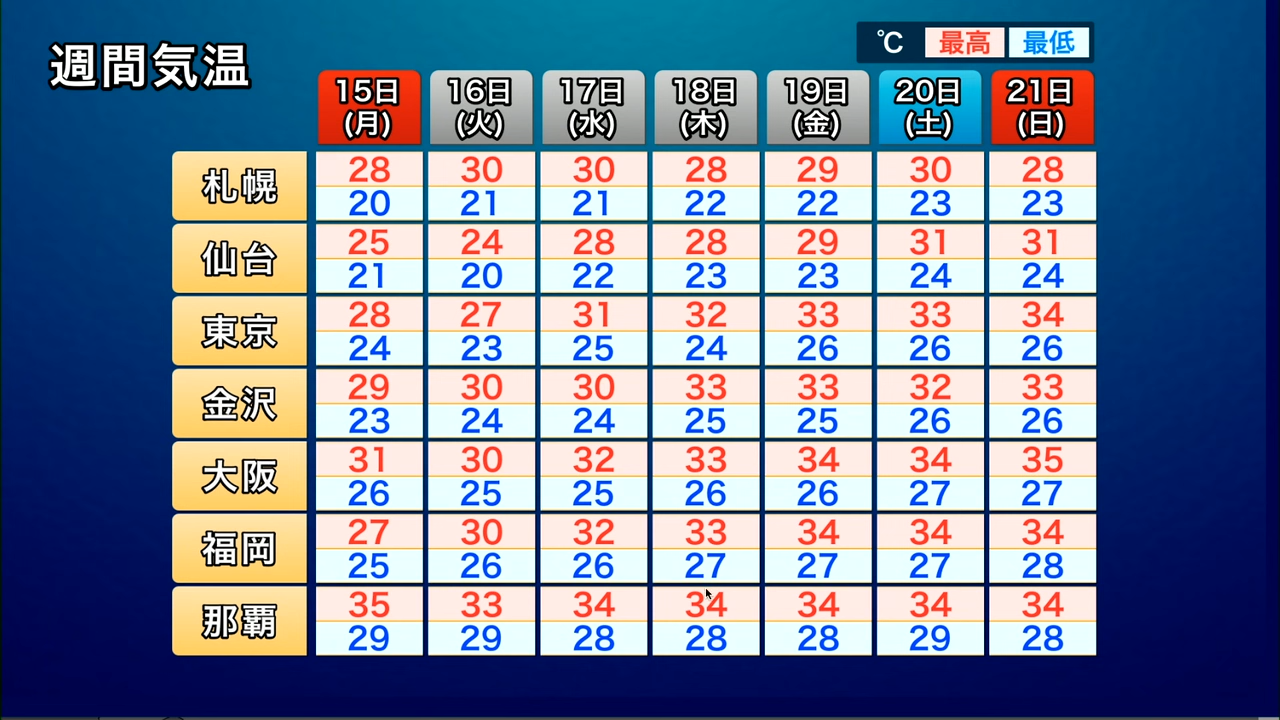 週間気温
℃ 最高 最低
15日 16日 17日 18日 19日 20日 21日
(月) (火) (水) (木) (金) (土) (日)
札幌
28 30 30 28 29 30 28
20 21 21 22 22 23 23
仙台
25 24 28 28 29 31 31
21 20 22 23 23 24 24
東京
28 27 31 32 33 33 34
24 23 25 24 26 26 26
金沢
29 30 30 33 33 32 33
23 24 24 25 25 26 26
大阪
31 30 32 33 34 34 35
26 25 25 26 26 27 27
福岡
27 30 32 33 34 34 34
25 26 26 27 27 27 28
那覇
35 33 34 34 34 34 34
29 29 28 28 28 29 28